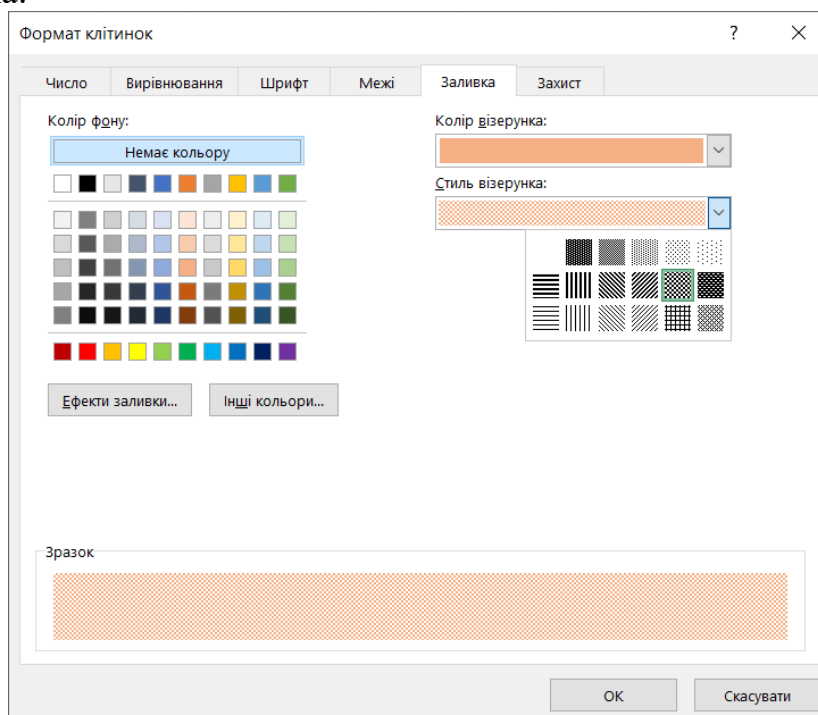 на.
Формат клітинок ?
Число Вирівнювання Шрифт Межі Заливка Захист
Колір фону:
Немає кольору
Колір візерунка:
Стиль візерунка:
Ефекти заливки... Інші кольори...
Зразок
OK Скасувати